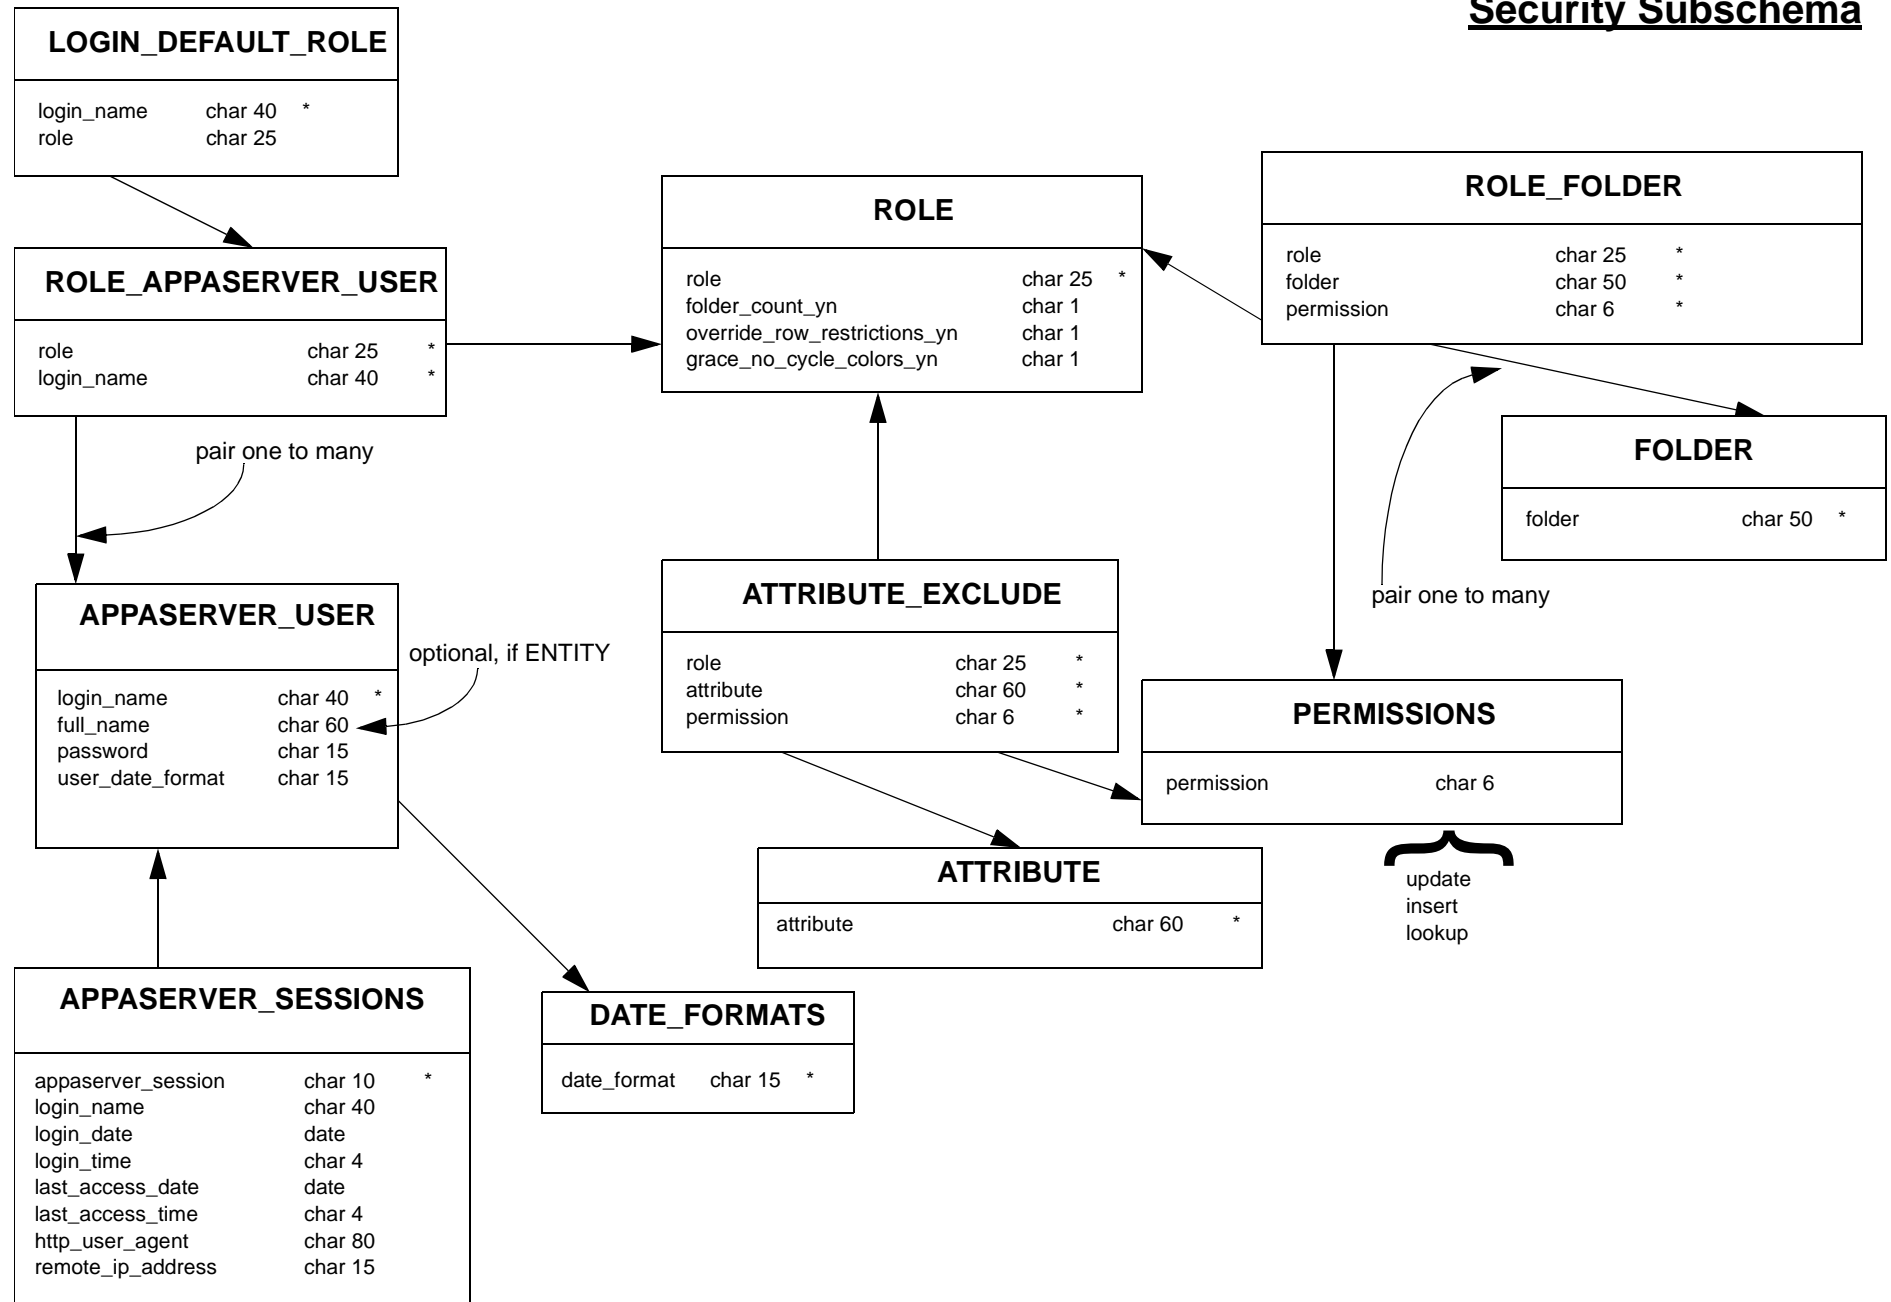 Security Subschema
LOGIN_DEFAULT_ROLE
login_name char 40 *
role char 25
ROLE_APPASERVER_USER
role char 25 *
login_name char 40 *
pair one to many
ROLE
role char 25 *
folder_count_yn char 1
override_row_restrictions_yn char 1
grace_no_cycle_colors_yn char 1
ROLE_FOLDER
role char 25 *
folder char 50 *
permission char 6 *
FOLDER
folder char 50 *
pair one to many
APPASERVER_USER
login_name char 40 *
full_name char 60
password char 15
user_date_format char 15
optional, if ENTITY
ATTRIBUTE_EXCLUDE
role char 25 *
attribute char 60 *
permission char 6 *
PERMISSIONS
permission char 6
update
insert
lookup
ATTRIBUTE
attribute char 60 *
APPASERVER_SESSIONS
appaserver_session char 10 *
login_name char 40
login_date date
login_time char 4
last_access_date date
last_access_time char 4
http_user_agent char 80
remote_ip_address char 15
DATE_FORMATS
date_format char 15 *